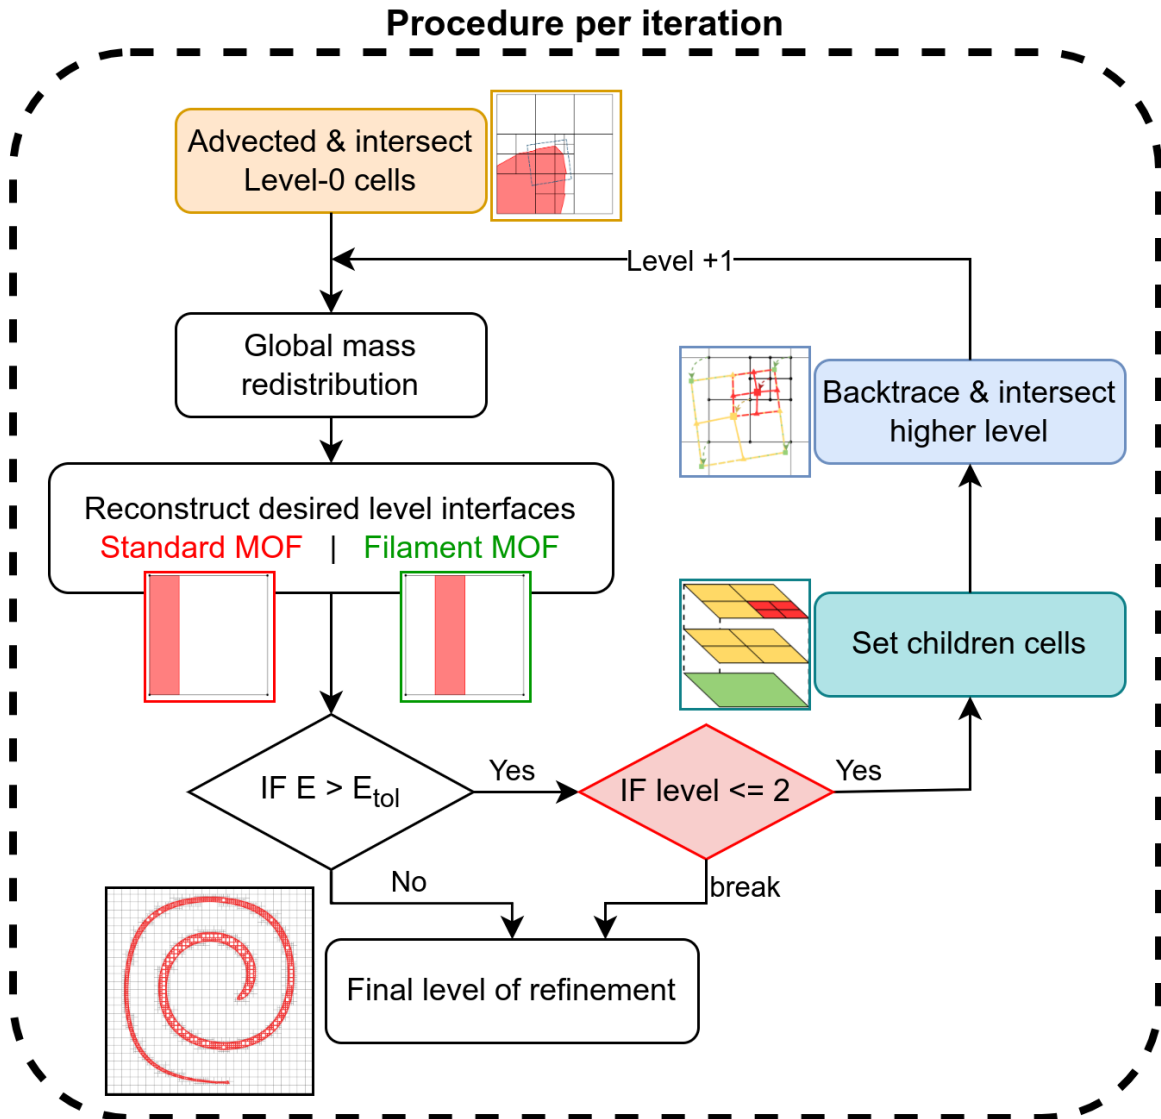 Procedure per iteration
Advected & intersect
Level-0 cells
Level +1
Global mass
redistribution
Backtrace & intersect
higher level
Reconstruct desired level interfaces
Standard MOF | Filament MOF
Set children cells
IF E > Etol
Yes
IF level <= 2
Yes
No
break
Final level of refinement